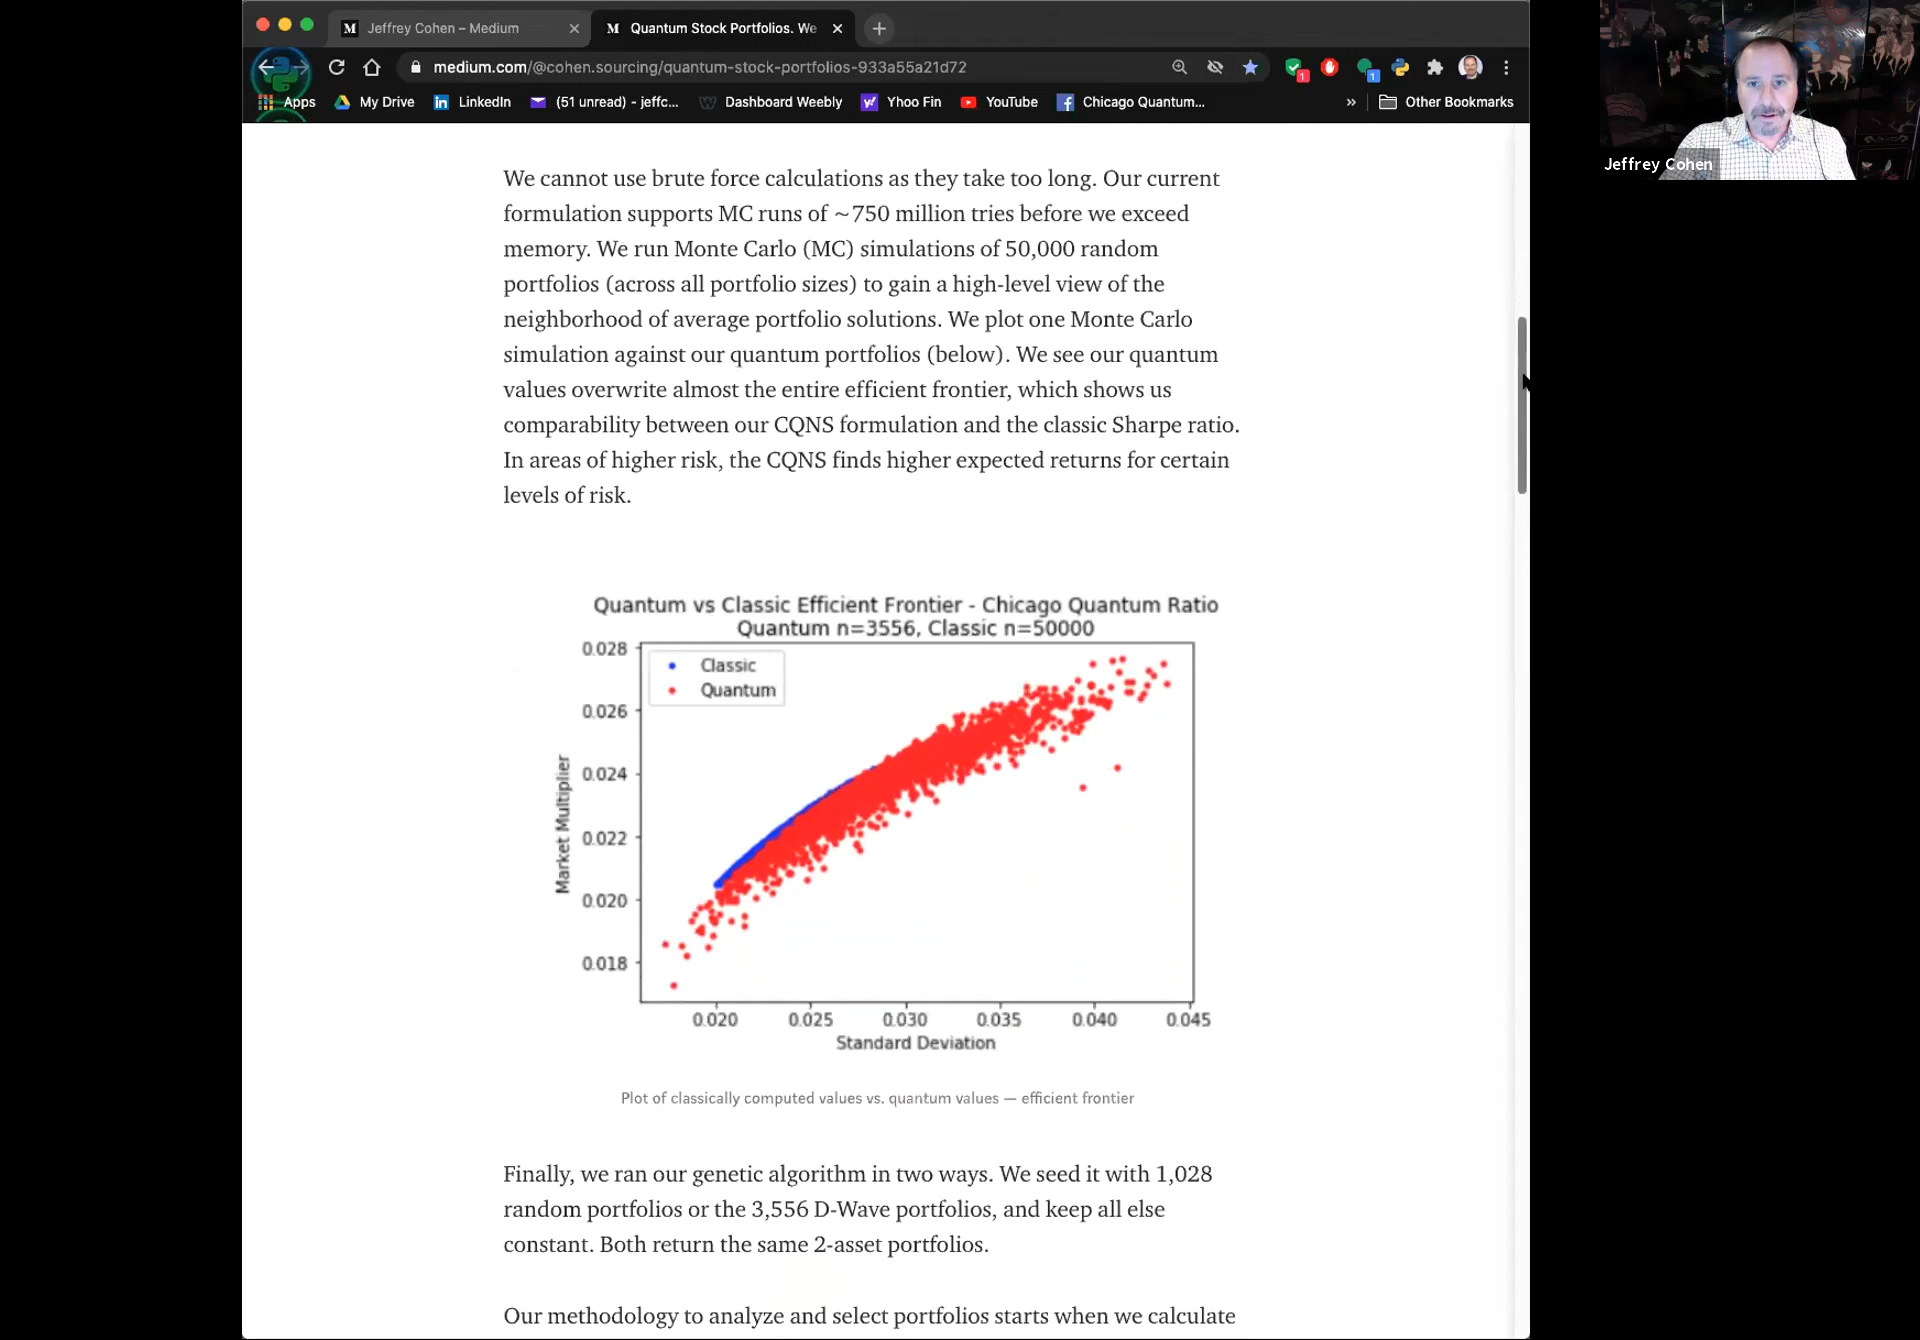 Jeffrey Cohen – Medium
Quantum Stock Portfolios. We
medium.com/@cohen.sourcing/quantum-stock-portfolios-933a55a21d72
Apps
My Drive
LinkedIn
(51 unread) - jeffc...
Dashboard Weebly
Yhoo Fin
YouTube
Chicago Quantum...
»
Other Bookmarks
Jeffrey Cohen
We cannot use brute force calculations as they take too long. Our current
formulation supports MC runs of ~750 million tries before we exceed
memory. We run Monte Carlo (MC) simulations of 50,000 random
portfolios (across all portfolio sizes) to gain a high-level view of the
neighborhood of average portfolio solutions. We plot one Monte Carlo
simulation against our quantum portfolios (below). We see our quantum
values overwrite almost the entire efficient frontier, which shows us
comparability between our CQNS formulation and the classic Sharpe ratio.
In areas of higher risk, the CQNS finds higher expected returns for certain
levels of risk.
Quantum vs Classic Efficient Frontier - Chicago Quantum Ratio
Quantum n=3556, Classic n=50000
Classic
Quantum
0.028
0.026
0.024
0.022
0.020
0.018
Market Multiplier
0.020 0.025 0.030 0.035 0.040 0.045
Standard Deviation
Plot of classically computed values vs. quantum values — efficient frontier
Finally, we ran our genetic algorithm in two ways. We seed it with 1,028
random portfolios or the 3,556 D-Wave portfolios, and keep all else
constant. Both return the same 2-asset portfolios.
Our methodology to analyze and select portfolios starts when we calculate